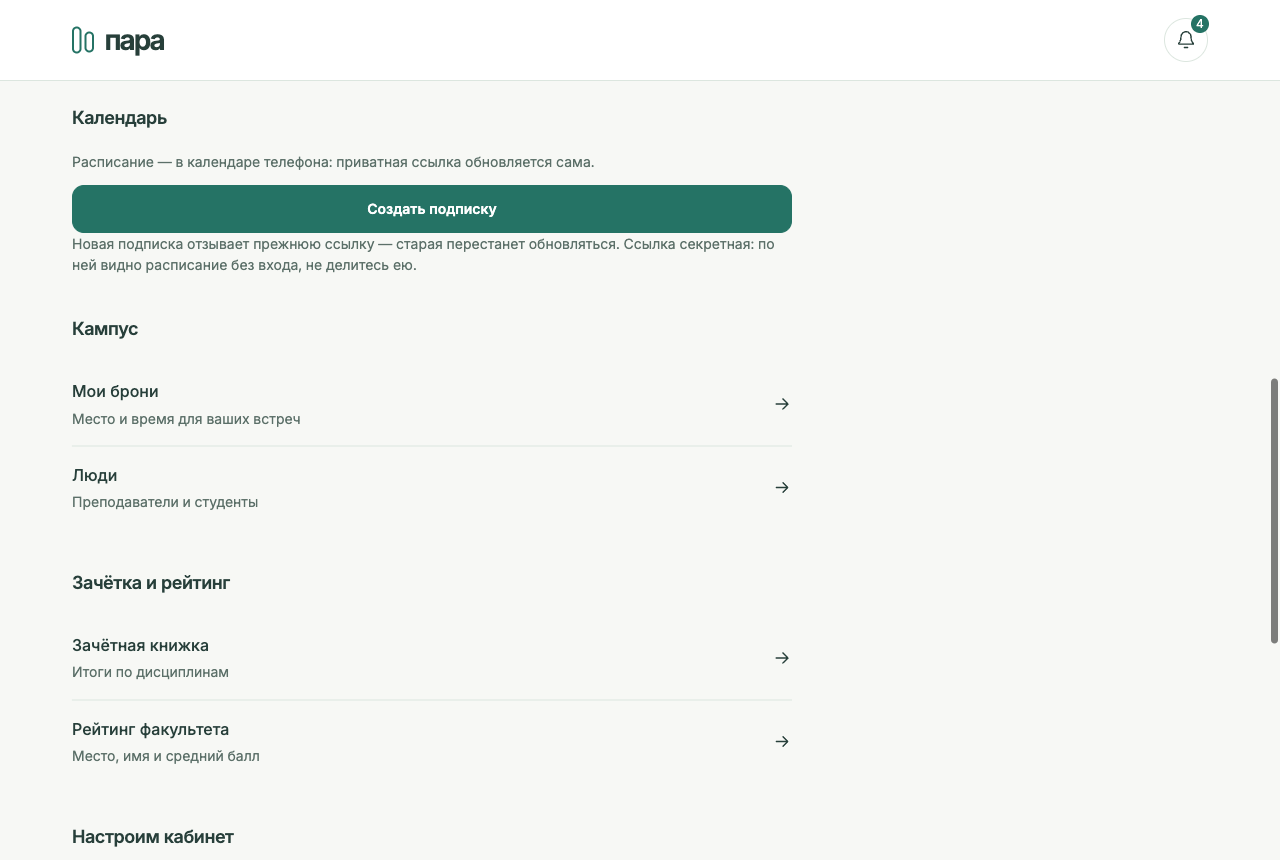 пара
4
Календарь
Расписание — в календаре телефона: приватная ссылка обновляется сама.
Создать подписку
Новая подписка отзывает прежнюю ссылку — старая перестанет обновляться. Ссылка секретная: по
ней видно расписание без входа, не делитесь ею.
Кампус
Мои брони
Место и время для ваших встреч
Люди
Преподаватели и студенты
Зачётка и рейтинг
Зачётная книжка
Итоги по дисциплинам
Рейтинг факультета
Место, имя и средний балл
Настроим кабинет